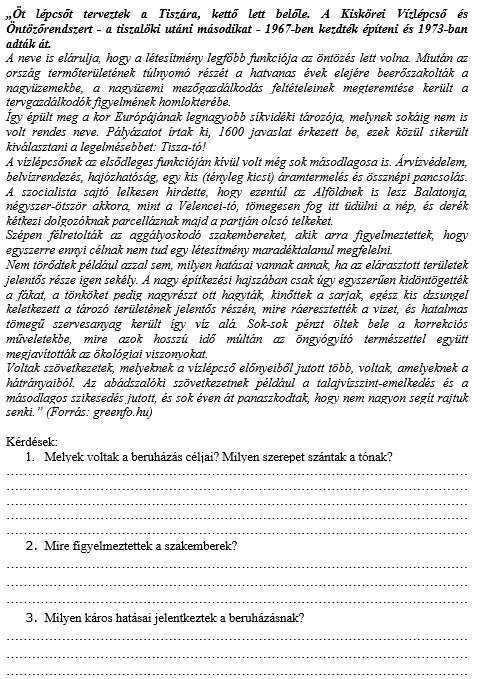 „Öt lépcsőt terveztek a Tiszára, kettő lett belőle. A Kiskörei Vízlépcső és
Öntözőrendszert - a tiszalöki utáni másodikat - 1967-ben kezdték építeni és 1973-ban
adták át.
A neve is elárulja, hogy a létesítmény legfőbb funkciója az öntözés lett volna. Miután az
ország termőterületének túlnyomó részét a hatvanas évek elejére beerőszakolták a
nagyüzemekbe, a nagyüzemi mezőgazdálkodás feltételeinek megteremtése került a
tervgazdálkodók figyelmének homlokterébe.
Így épült meg a kor Európájának legnagyobb síkvidéki tározója, melynek sokáig nem is
volt rendes neve. Pályázatot írtak ki, 1600 javaslat érkezett be, ezek közül sikerült
kiválasztani a legelmésebbet: Tisza-tó!
A vízlépcsőnek az elsődleges funkcióján kívül volt még sok másodlagosa is. Árvízvédelem,
belvízrendezés, hajózhatóság, egy kis (tényleg kicsi) áramtermelés és össznépi pancsolás.
A szocialista sajtó lelkesen hirdette, hogy ezentúl az Alföldnek is lesz Balatonja,
négyszer-ötször akkora, mint a Velencei-tó, tömegesen fog itt üdülni a nép, és derék
kétkezi dolgozóknak parcelláznak majd a partján olcsó telkeket.
Szépen félretolták az aggályoskodó szakembereket, akik arra figyelmeztettek, hogy
egyszerre ennyi célnak nem tud egy létesítmény maradéktalanul megfelelni.
Nem törődtek például azzal sem, milyen hatásai vannak annak, ha az elárasztott területek
jelentős része igen sekély. A nagy építkezési hajszában csak úgy egyszerűen kidöntögették
a fákat, a tönköket pedig nagyrészt ott hagyták, kinőttek a sarjak, egész kis dzsungel
keletkezett a tározó területének jelentős részén, mire ráeresztették a vizet, és hatalmas
tömegű szervesanyag került így víz alá. Sok-sok pénzt öltek bele a korrekciós
műveletekbe, mire azok hosszú idő múltán az öngyógyító természettel együtt
megjavították az ökológiai viszonyokat.
Voltak szövetkezetek, melyeknek a vízlépcső előnyeiből jutott több, voltak, amelyeknek a
hátrányaiból. Az abádszalóki szövetkezetnek például a talajvízszint-emelkedés és a
másodlagos szikesedés jutott, és sok éven át panaszkodtak, hogy nem nagyon segít rajtuk
senki.” (Forrás: greenfo.hu)
Kérdések:
1. Melyek voltak a beruházás céljai? Milyen szerepet szántak a tónak?
2. Mire figyelmeztettek a szakemberek?
3. Milyen káros hatásai jelentkeztek a beruházásnak?